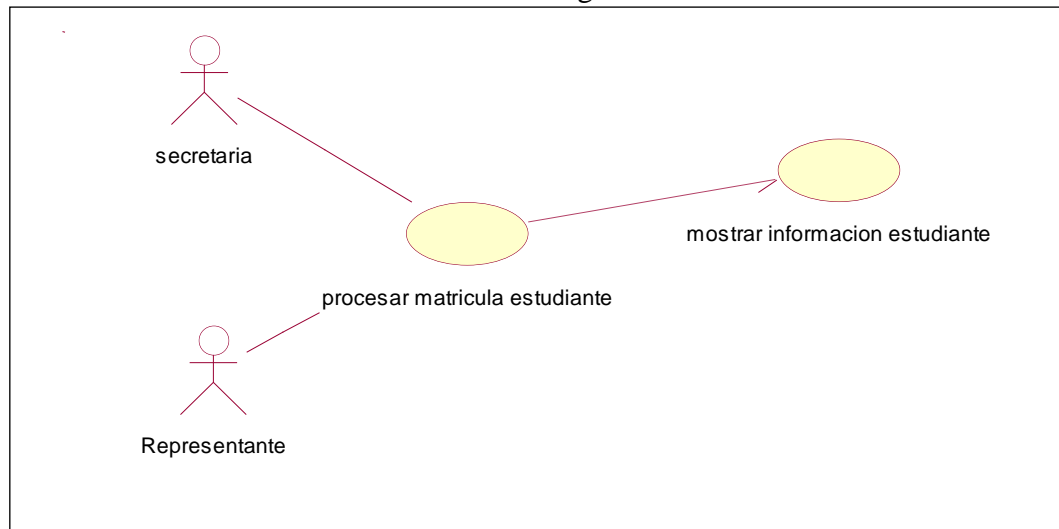 secretaria
mostrar informacion estudiante
procesar matricula estudiante
Representante